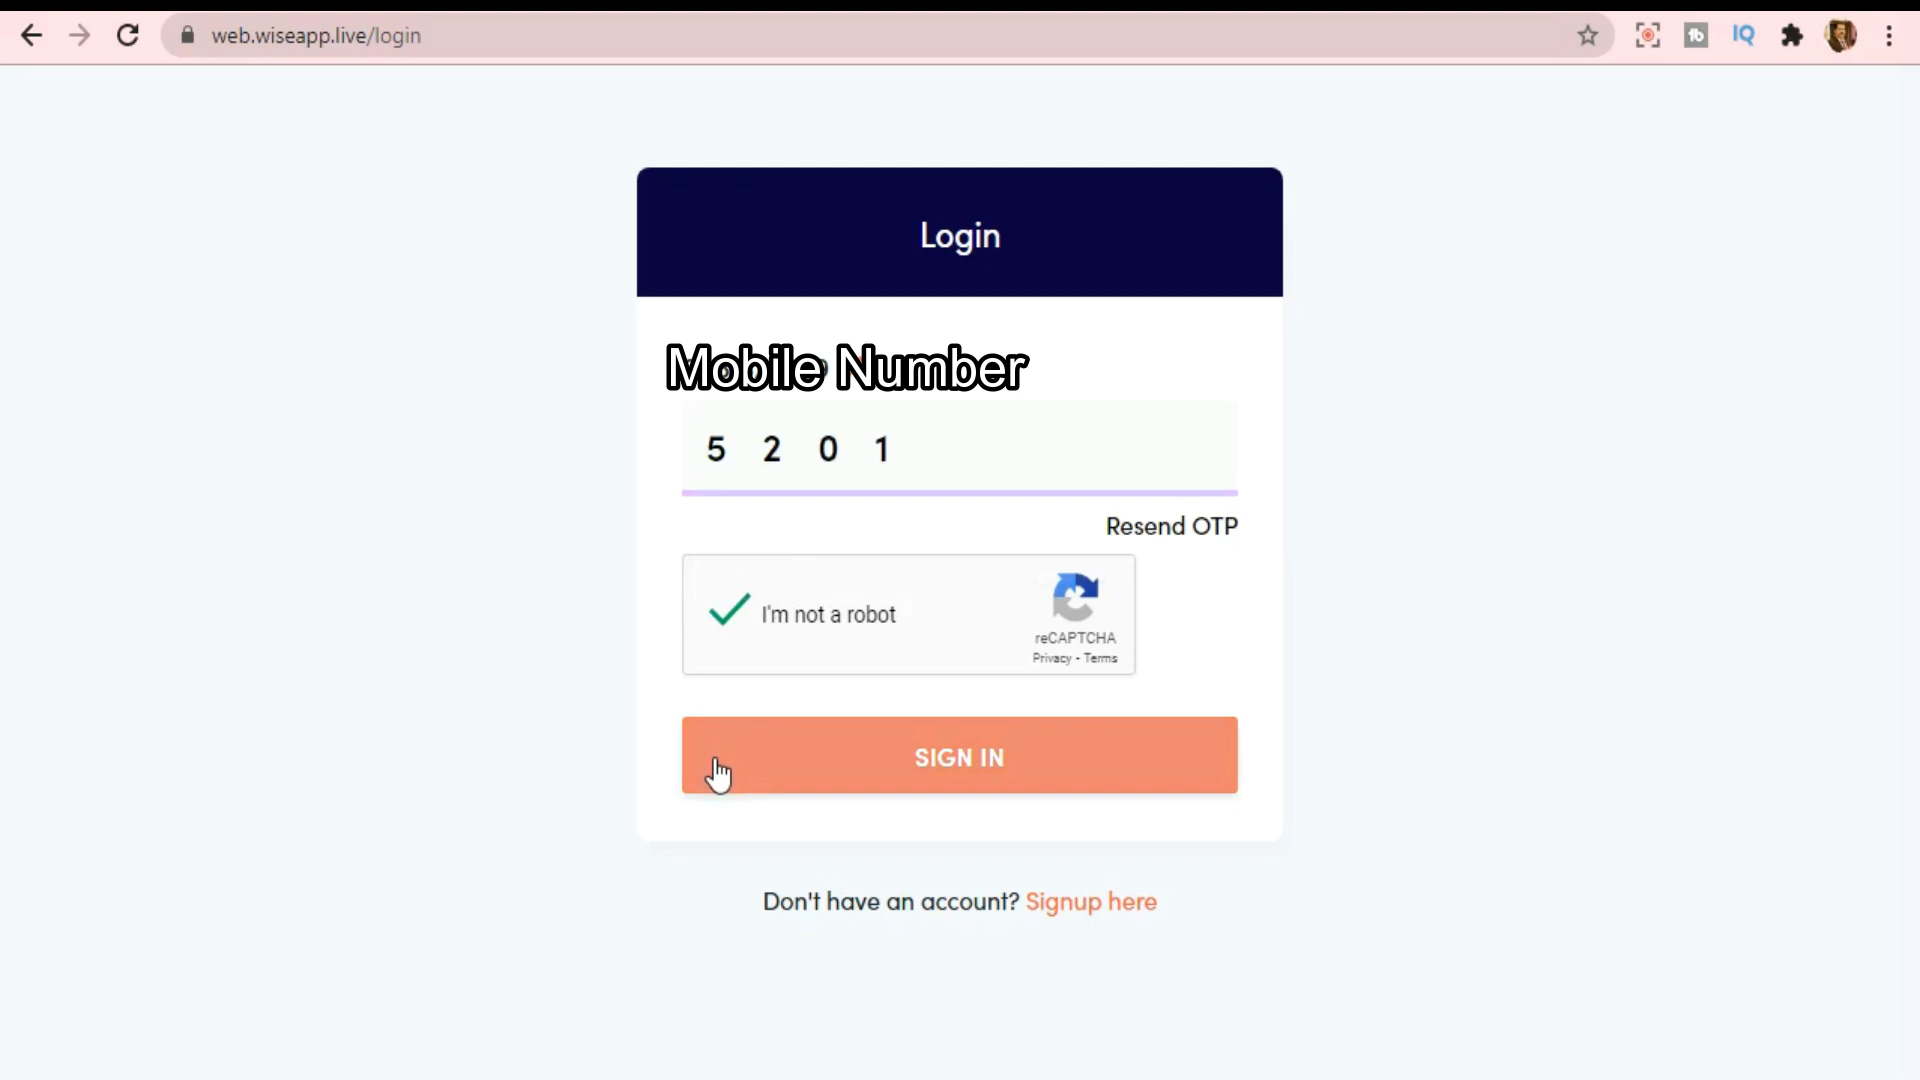 web.wiseapp.live/login
Login
Mobile Number
5 2 0 1
Resend OTP
I'm not a robot
reCAPTCHA
Privacy - Terms
SIGN IN
Don't have an account? Signup here